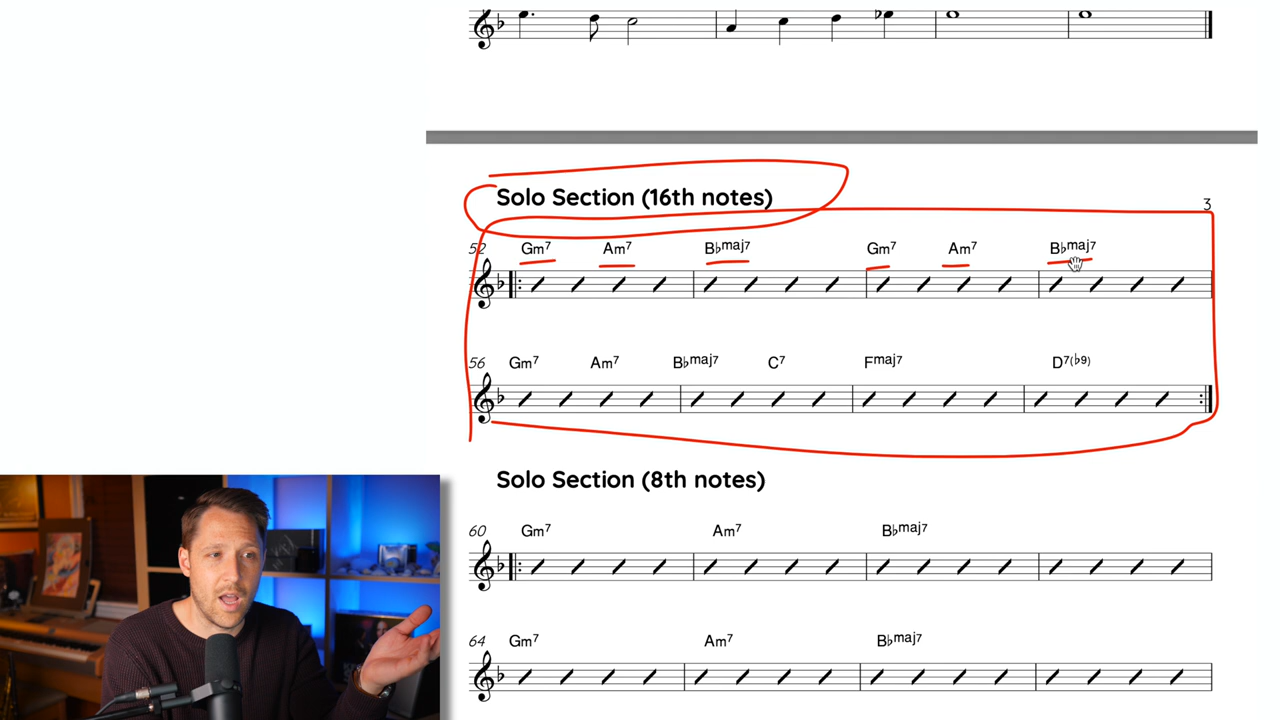 Solo Section (16th notes)
3
52 Gm7 Am7 B♭maj7 Gm7 Am7 B♭maj7
56 Gm7 Am7 B♭maj7 C7 Fmaj7 D7(♭9)
Solo Section (8th notes)
60 Gm7 Am7 B♭maj7
64 Gm7 Am7 B♭maj7